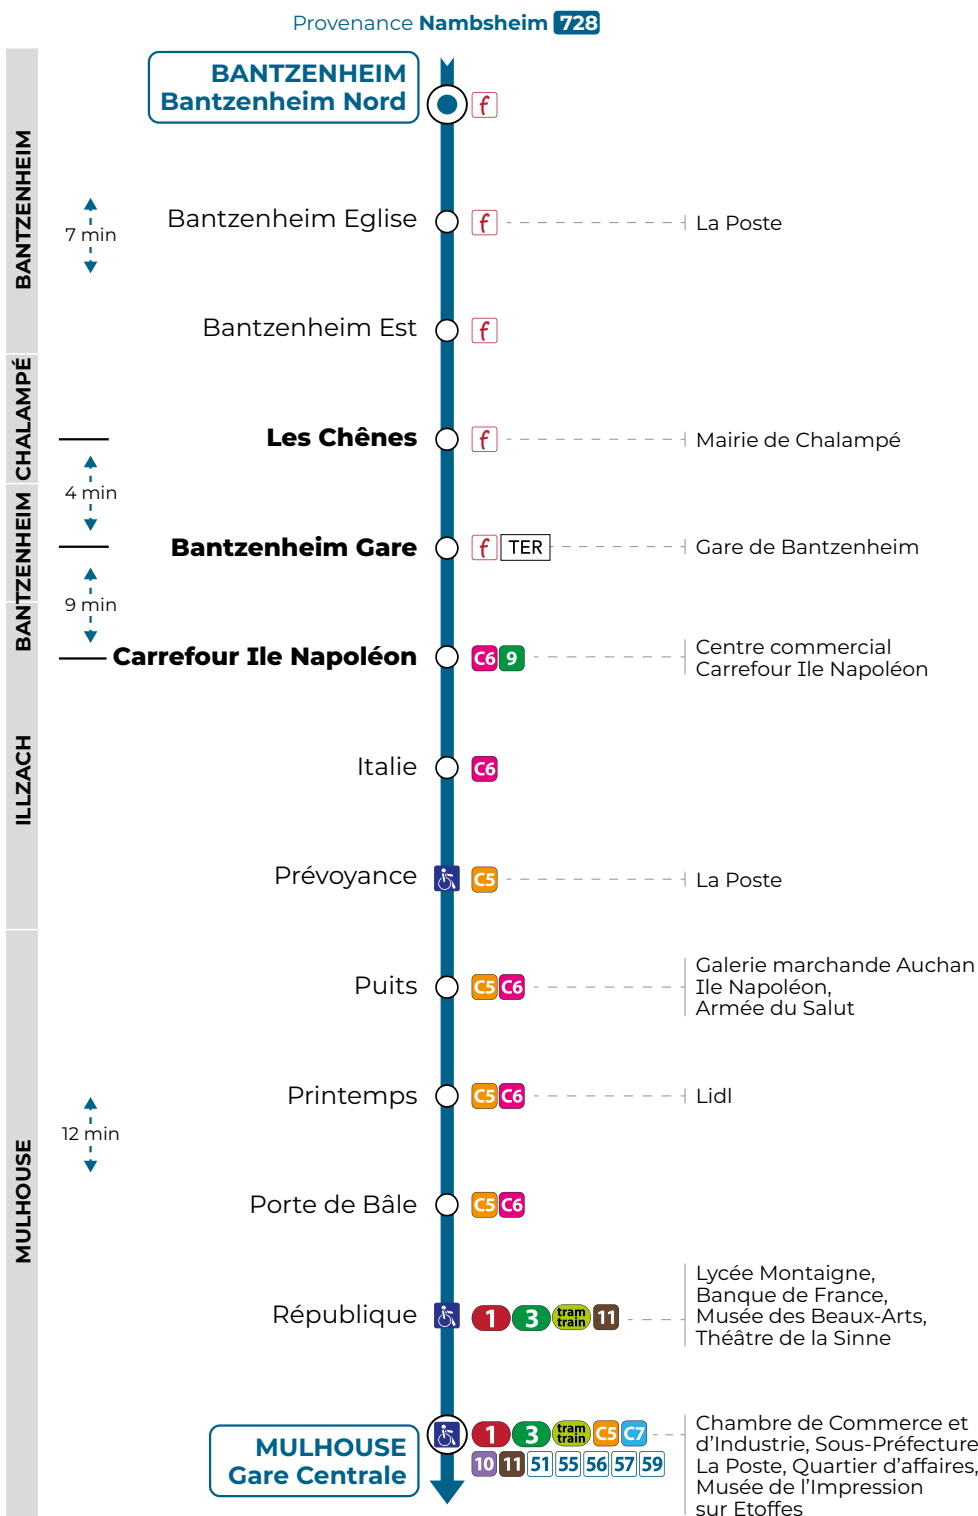 Provenance Nambsheim 728
BANTZENHEIM
Bantzenheim Nord
f
BANTZENHEIM
7 min
Bantzenheim Eglise
f
La Poste
Bantzenheim Est
f
CHALAMPÉ
Les Chênes
f
Mairie de Chalampé
4 min
BANTZENHEIM
Bantzenheim Gare
f TER
Gare de Bantzenheim
9 min
Carrefour Ile Napoléon
C6 9
Centre commercial
Carrefour Ile Napoléon
ILLZACH
Italie
C6
Prévoyance
C5
La Poste
Puits
C5 C6
Galerie marchande Auchan
Ile Napoléon,
Armée du Salut
Printemps
C5 C6
Lidl
12 min
MULHOUSE
Porte de Bâle
C5 C6
République
1 3 tram train 11
Lycée Montaigne,
Banque de France,
Musée des Beaux-Arts,
Théâtre de la Sinne
MULHOUSE
Gare Centrale
1 3 tram train C5 C7
10 11 51 55 56 57 59
Chambre de Commerce et
d'Industrie, Sous-Préfecture
La Poste, Quartier d'affaires,
Musée de l'Impression
sur Etoffes